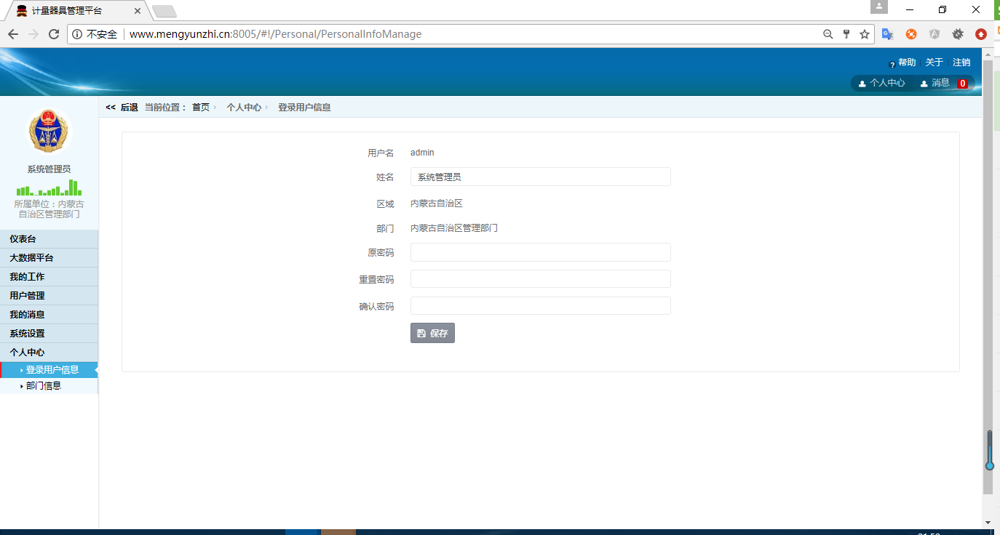 计量器具管理平台
不安全 www.mengyunzhi.cn:8005/#!/Personal/PersonalInfoManage
? 帮助 关于 注销
个人中心 消息 0
<< 后退 当前位置： 首页 › 个人中心 › 登录用户信息
系统管理员
所属单位：内蒙古
自治区管理部门
仪表台
大数据平台
我的工作
用户管理
我的消息
系统设置
个人中心
登录用户信息
部门信息
用户名 admin
姓名 系统管理员
区域 内蒙古自治区
部门 内蒙古自治区管理部门
原密码
重置密码
确认密码
保存